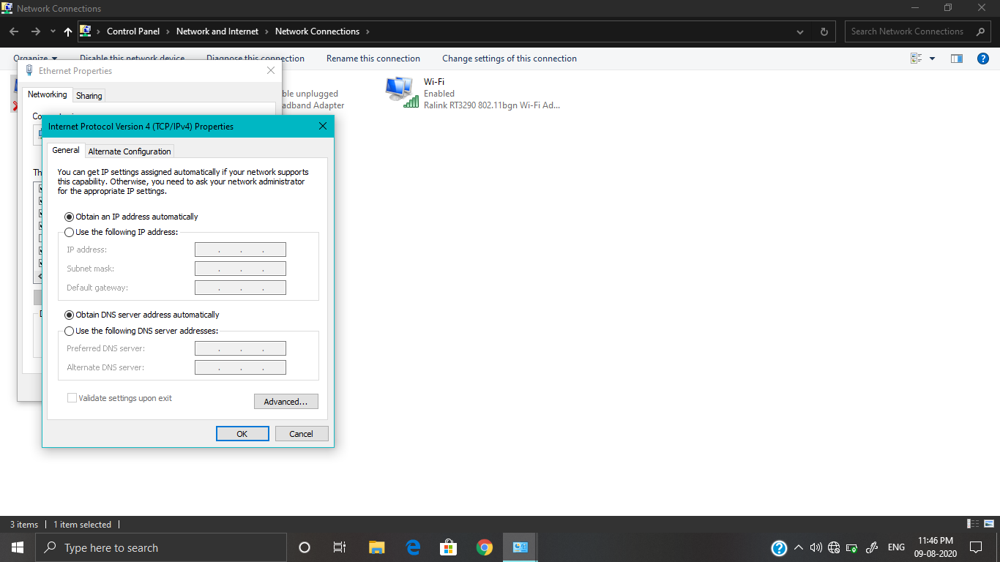 Network Connections
Control Panel > Network and Internet > Network Connections >
Search Network Connections
Organize Disable this network device Diagnose this connection Rename this connection Change settings of this connection
Ethernet Properties
Networking Sharing
Wi-Fi
Enabled
Ralink RT3290 802.11bgn Wi-Fi Ad...
unplugged
Adapter
Internet Protocol Version 4 (TCP/IPv4) Properties
General Alternate Configuration
You can get IP settings assigned automatically if your network supports
this capability. Otherwise, you need to ask your network administrator
for the appropriate IP settings.
Obtain an IP address automatically
Use the following IP address:
IP address:
Subnet mask:
Default gateway:
Obtain DNS server address automatically
Use the following DNS server addresses:
Preferred DNS server:
Alternate DNS server:
Validate settings upon exit
Advanced...
OK Cancel
3 items 1 item selected
Type here to search
ENG
11:46 PM
09-08-2020